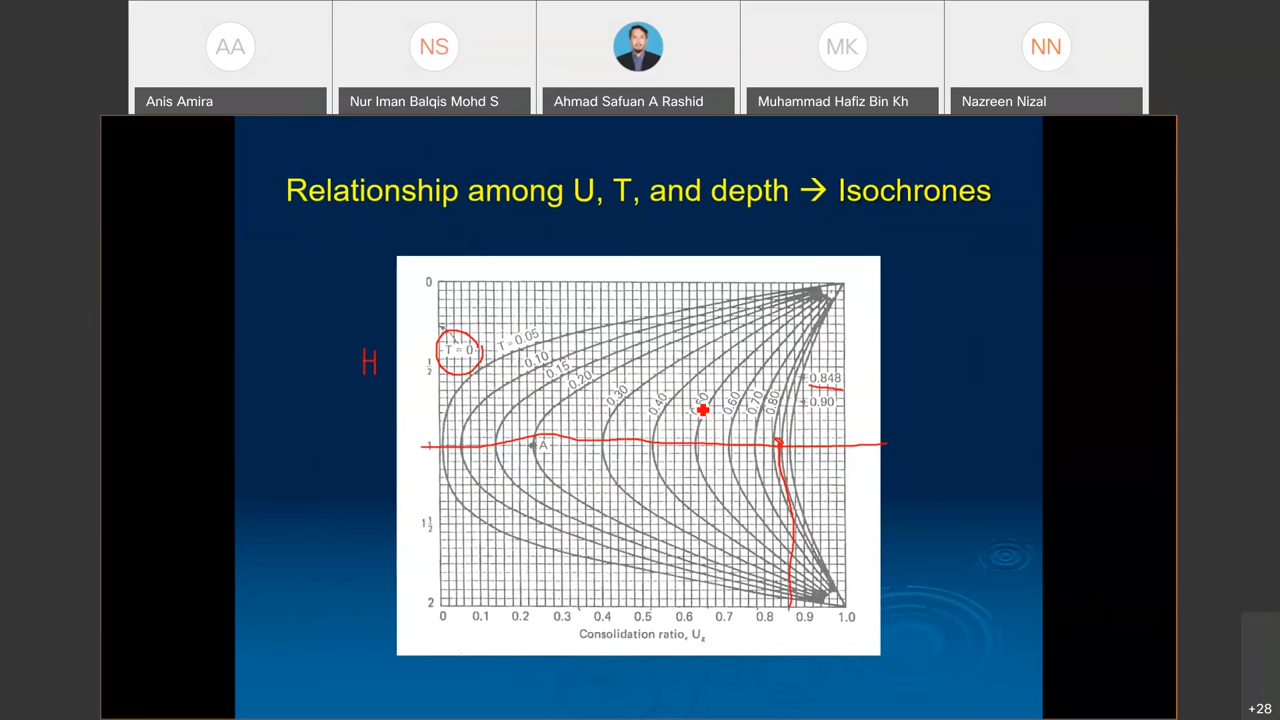 AA
NS
MK
NN
Anis Amira
Nur Iman Balqis Mohd S
Ahmad Safuan A Rashid
Muhammad Hafiz Bin Kh
Nazreen Nizal
Relationship among U, T, and depth → Isochrones
0
T = 0.05
T = 0
0.10
H
1/2
0.15
0.848
0.20
0.30
0.40
0.60
0.70
0.80
0.90
1
A
1 1/2
2
0 0.1 0.2 0.3 0.4 0.5 0.6 0.7 0.8 0.9 1.0
Consolidation ratio, Uz
+28